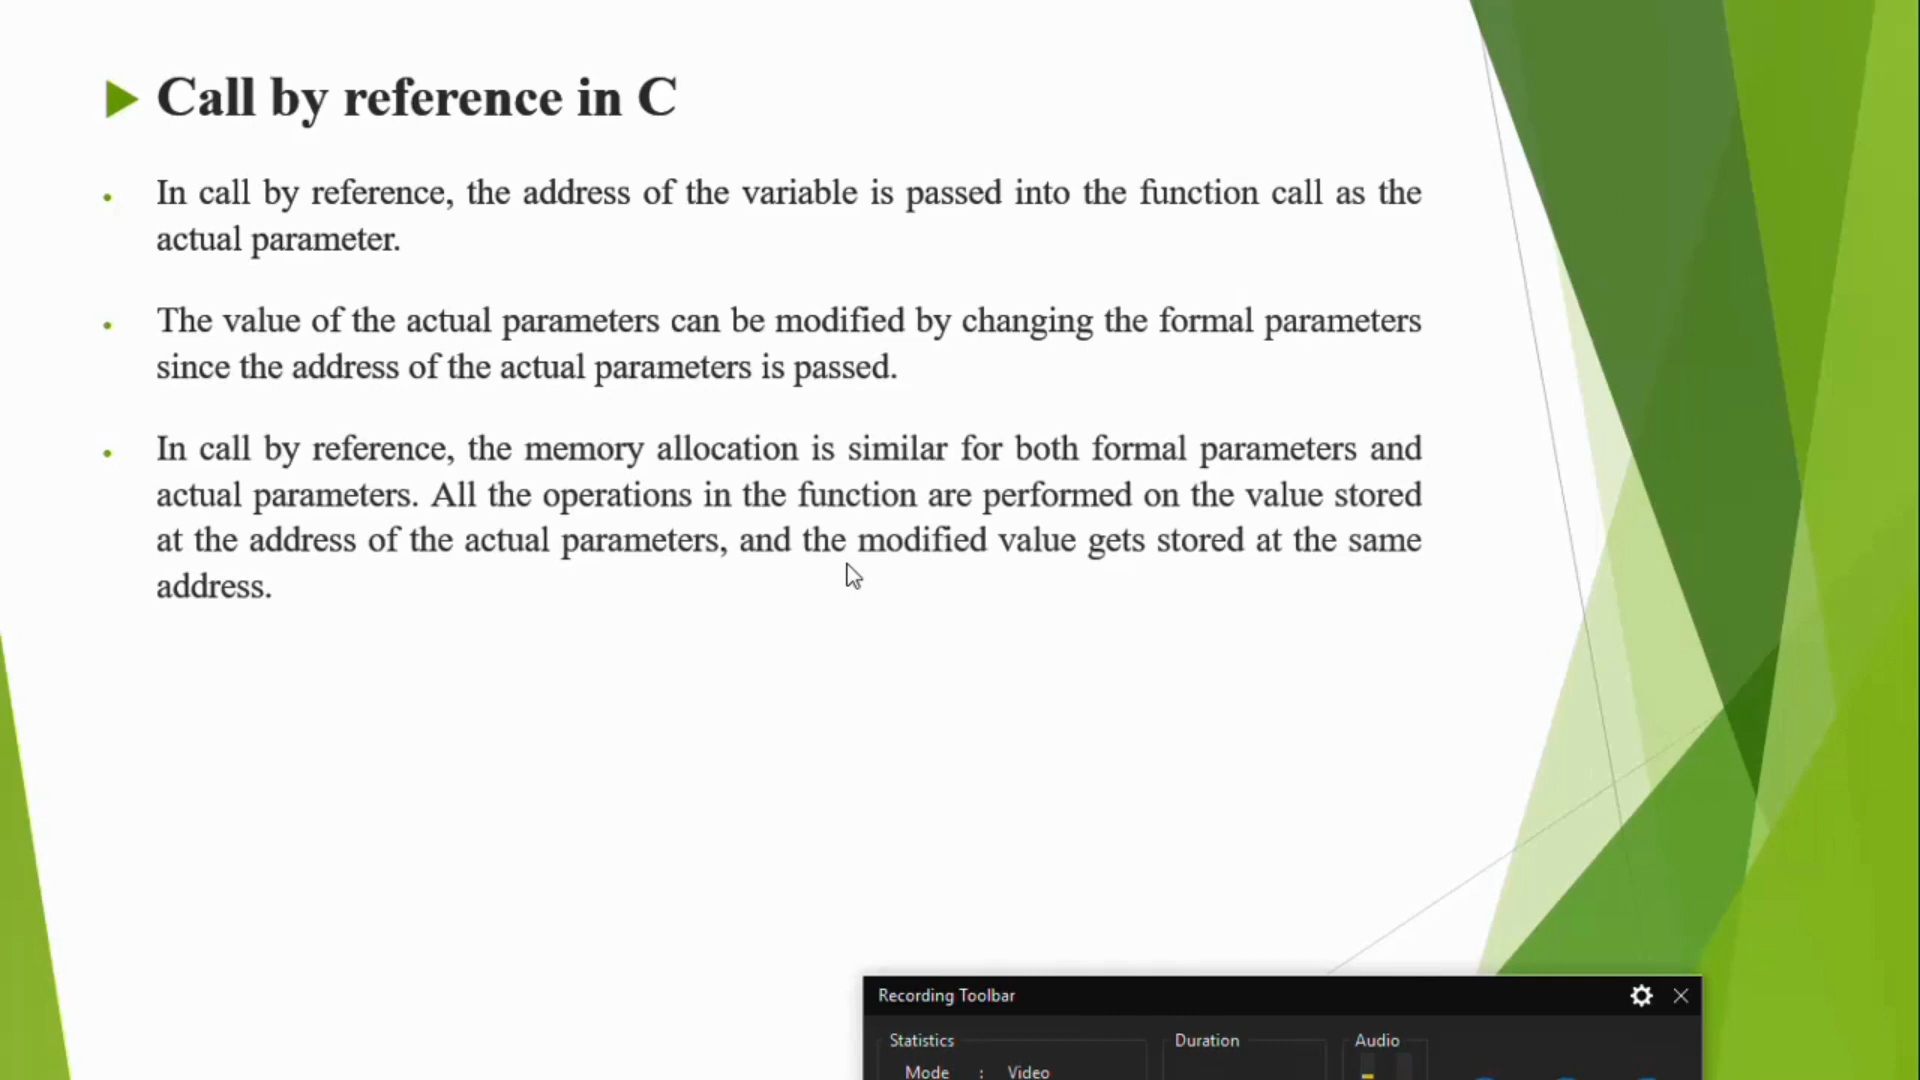 Call by reference in C
In call by reference, the address of the variable is passed into the function call as the
actual parameter.
The value of the actual parameters can be modified by changing the formal parameters
since the address of the actual parameters is passed.
In call by reference, the memory allocation is similar for both formal parameters and
actual parameters. All the operations in the function are performed on the value stored
at the address of the actual parameters, and the modified value gets stored at the same
address.
Recording Toolbar
Statistics Duration Audio
Mode : Video